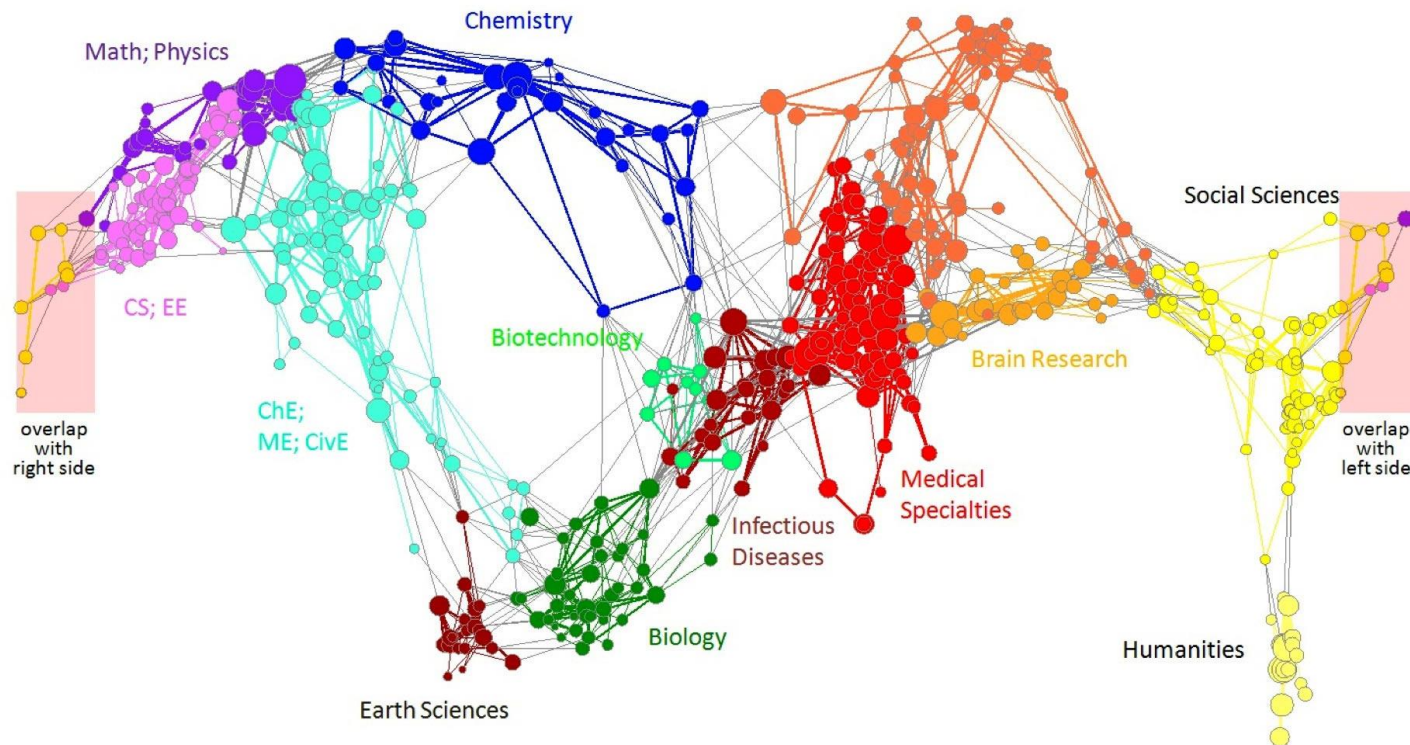 Chemistry
Math; Physics
Social Sciences
CS; EE
Biotechnology
Brain Research
ChE;
ME; CivE
overlap
with
right side
overlap
with
left side
Medical
Specialties
Infectious
Diseases
Biology
Humanities
Earth Sciences